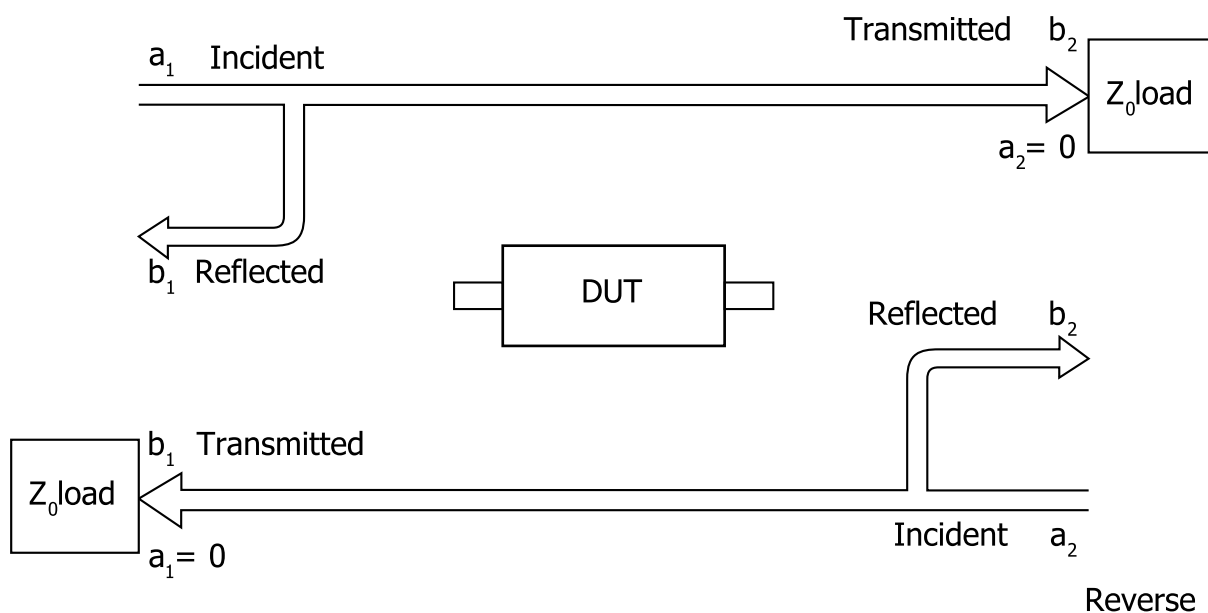 a₁ Incident
Transmitted b₂
Z₀load
a₂= 0
b₁ Reflected
DUT
Reflected b₂
b₁ Transmitted
Z₀load
a₁= 0
Incident a₂
Reverse